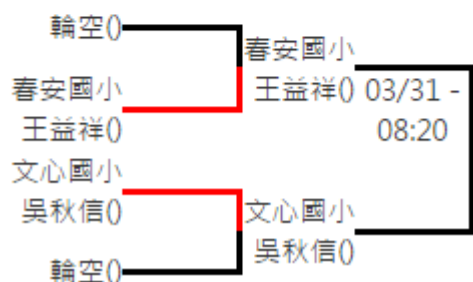 輪空()
春安國小
王益祥()
文心國小
吳秋信()
輪空()
春安國小
王益祥()
文心國小
吳秋信()
03/31 -
08:20